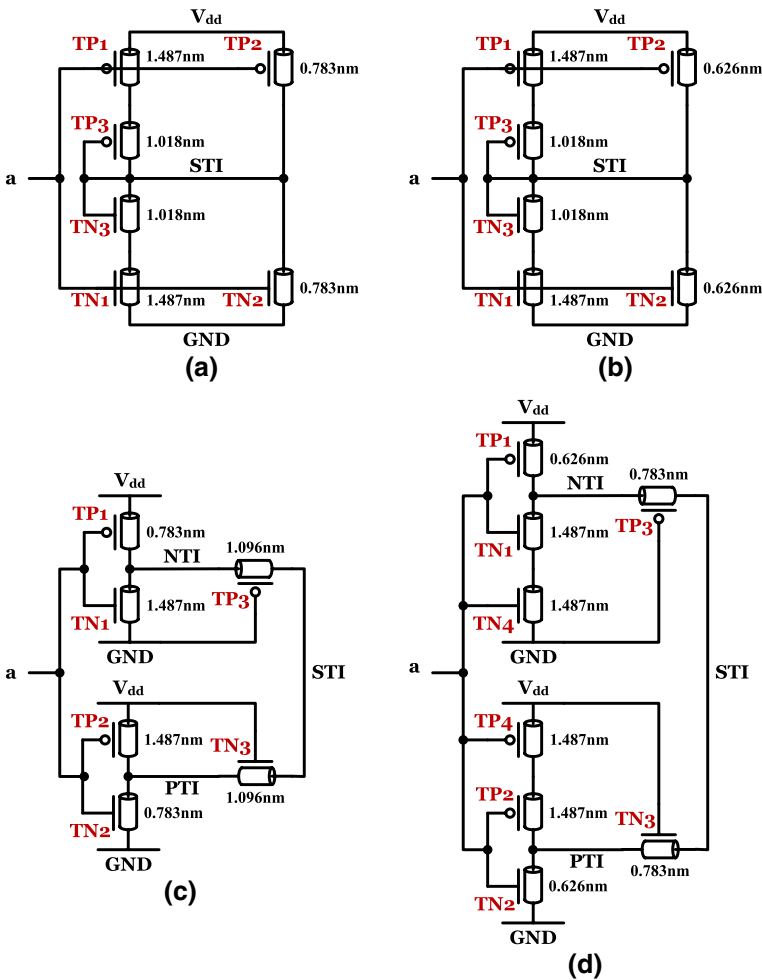 Vdd
TP1
TP2
1.487nm
0.783nm
TP3
1.018nm
STI
a
TN3
1.018nm
TN1
1.487nm
TN2
0.783nm
GND
(a)
Vdd
TP1
TP2
1.487nm
0.626nm
TP3
1.018nm
STI
a
TN3
1.018nm
TN1
1.487nm
TN2
0.626nm
GND
(b)
Vdd
TP1
0.783nm
NTI
1.096nm
TN1
1.487nm
TP3
GND
a
STI
Vdd
TP2
1.487nm
TN3
PTI
1.096nm
TN2
0.783nm
GND
(c)
Vdd
TP1
0.626nm
NTI
0.783nm
TP3
TN1
1.487nm
TN4
1.487nm
GND
a
STI
Vdd
TP4
1.487nm
TP2
1.487nm
TN3
PTI
0.783nm
TN2
0.626nm
GND
(d)